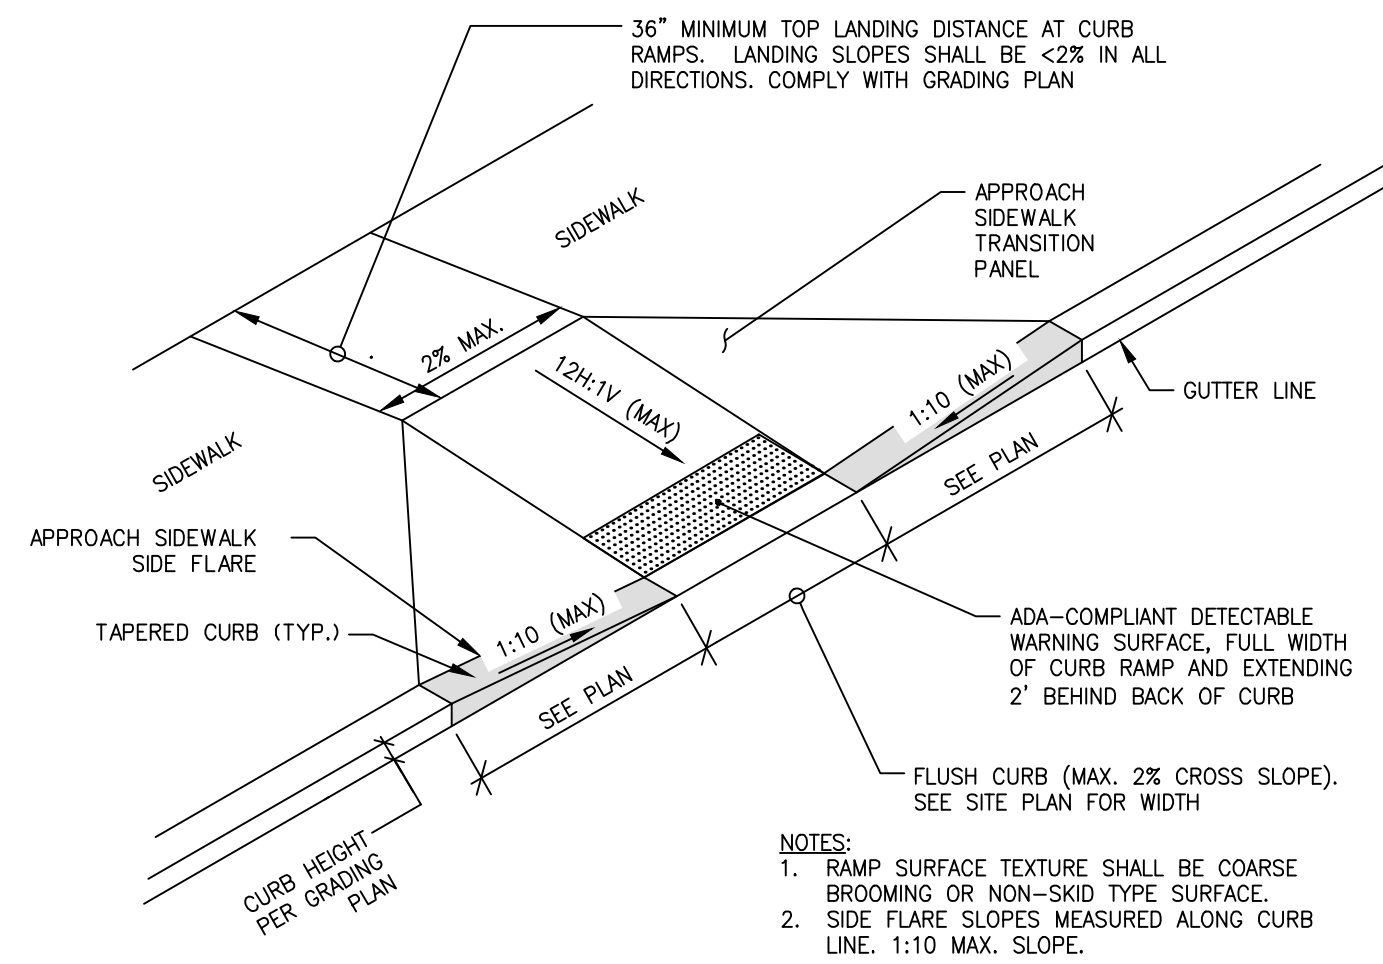 36” MINIMUM TOP LANDING DISTANCE AT CURB
RAMPS. LANDING SLOPES SHALL BE <2% IN ALL
DIRECTIONS. COMPLY WITH GRADING PLAN
SIDEWALK
APPROACH
SIDEWALK
TRANSITION
PANEL
2% MAX.
12H:1V (MAX)
1:10 (MAX)
GUTTER LINE
SEE PLAN
SIDEWALK
APPROACH SIDEWALK
SIDE FLARE
TAPERED CURB (TYP.)
1:10 (MAX)
SEE PLAN
ADA-COMPLIANT DETECTABLE
WARNING SURFACE, FULL WIDTH
OF CURB RAMP AND EXTENDING
2' BEHIND BACK OF CURB
FLUSH CURB (MAX. 2% CROSS SLOPE).
SEE SITE PLAN FOR WIDTH
CURB HEIGHT
PER GRADING
PLAN
NOTES:
1. RAMP SURFACE TEXTURE SHALL BE COARSE
BROOMING OR NON-SKID TYPE SURFACE.
2. SIDE FLARE SLOPES MEASURED ALONG CURB
LINE. 1:10 MAX. SLOPE.